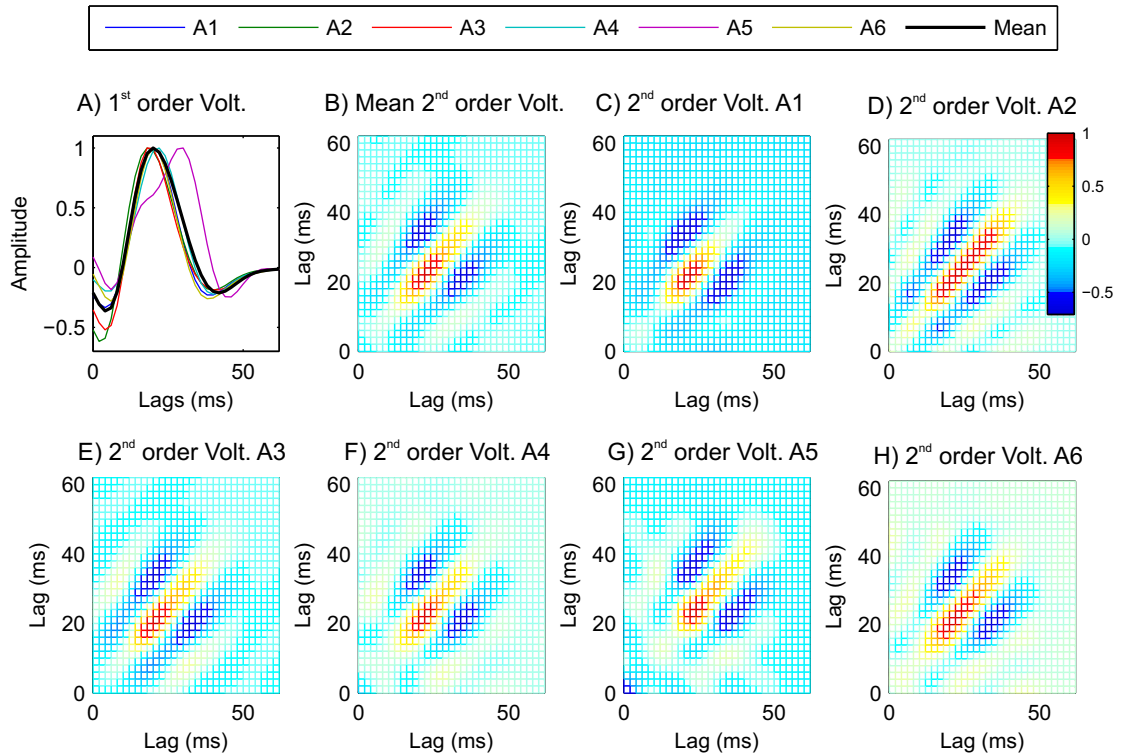 A1 A2 A3 A4 A5 A6 Mean
A) 1st order Volt.
B) Mean 2nd order Volt.
C) 2nd order Volt. A1
D) 2nd order Volt. A2
Amplitude
1
0.5
0
−0.5
0 50
Lags (ms)
Lag (ms)
60
40
20
0
0 50
Lag (ms)
Lag (ms)
60
40
20
0
0 50
Lag (ms)
Lag (ms)
60
40
20
0
0 50
Lag (ms)
1
0.5
0
−0.5
E) 2nd order Volt. A3
F) 2nd order Volt. A4
G) 2nd order Volt. A5
H) 2nd order Volt. A6
Lag (ms)
60
40
20
0
0 50
Lag (ms)
Lag (ms)
60
40
20
0
0 50
Lag (ms)
Lag (ms)
60
40
20
0
0 50
Lag (ms)
Lag (ms)
60
40
20
0
0 50
Lag (ms)